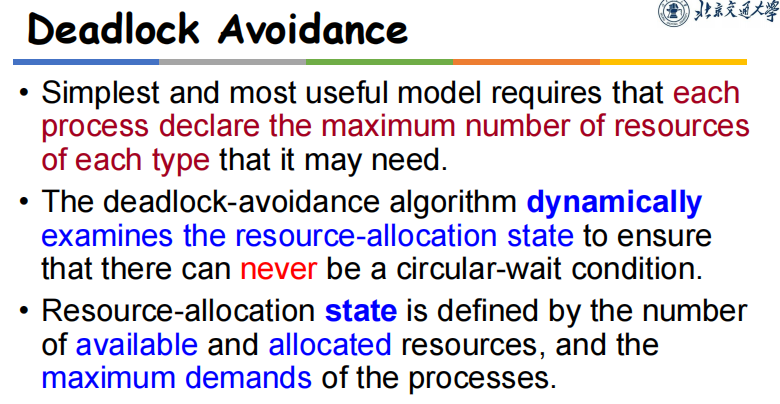 北京交通大学
Deadlock Avoidance
• Simplest and most useful model requires that each
process declare the maximum number of resources
of each type that it may need.
• The deadlock-avoidance algorithm dynamically
examines the resource-allocation state to ensure
that there can never be a circular-wait condition.
• Resource-allocation state is defined by the number
of available and allocated resources, and the
maximum demands of the processes.